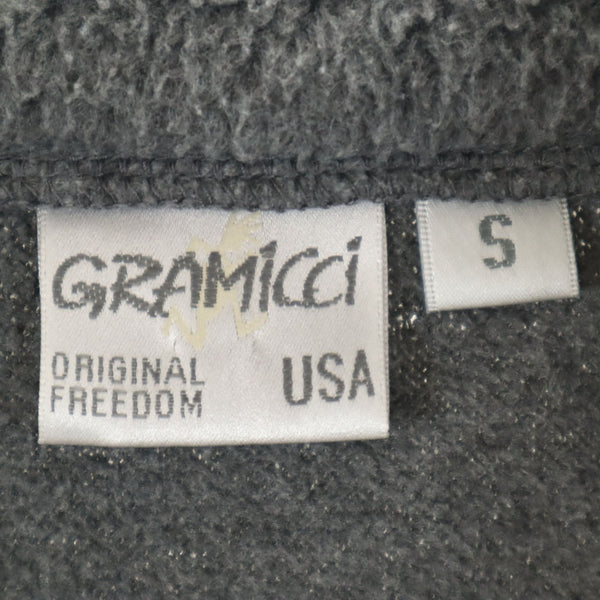 GRAMiCCi
ORIGINAL
FREEDOM
USA
S